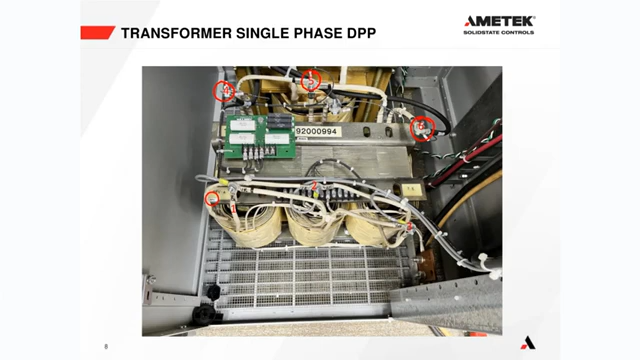 TRANSFORMER SINGLE PHASE DPP
AMETEK®
SOLIDSTATE CONTROLS
92000994
8